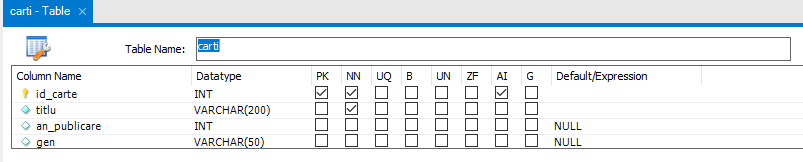 carti - Table ×
Table Name: carti
Column Name Datatype PK NN UQ B UN ZF AI G Default/Expression
id_carte INT
titlu VARCHAR(200)
an_publicare INT NULL
gen VARCHAR(50) NULL